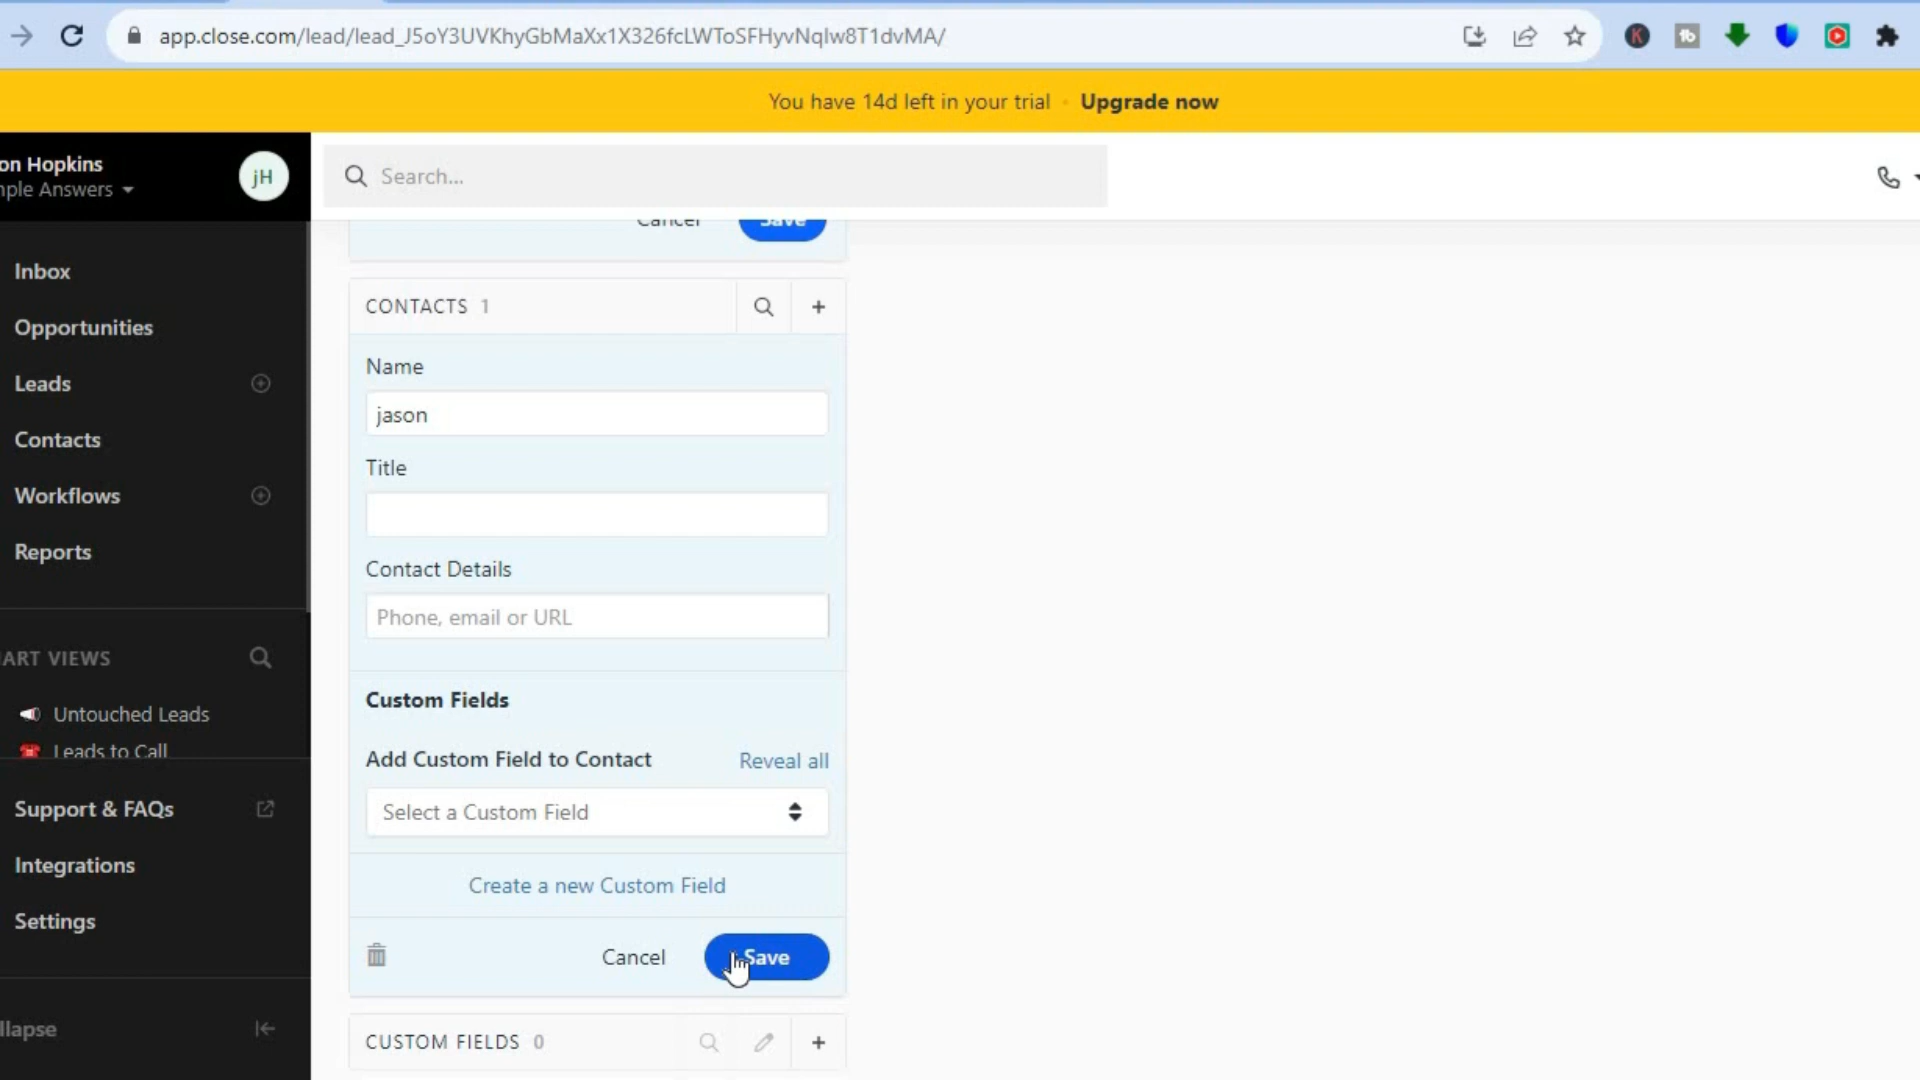 app.close.com/lead/lead_J5oY3UVKhyGbMaXx1X326fcLWToSFHyvNqlw8T1dvMA/
You have 14d left in your trial · Upgrade now
on Hopkins
mple Answers
jH
Search...
Inbox
Opportunities
Leads
Contacts
Workflows
Reports
ART VIEWS
Untouched Leads
Leads to Call
Support & FAQs
Integrations
Settings
llapse
Cancel
Save
CONTACTS 1
Name
jason
Title
Contact Details
Phone, email or URL
Custom Fields
Add Custom Field to Contact
Reveal all
Select a Custom Field
Create a new Custom Field
Cancel
Save
CUSTOM FIELDS 0